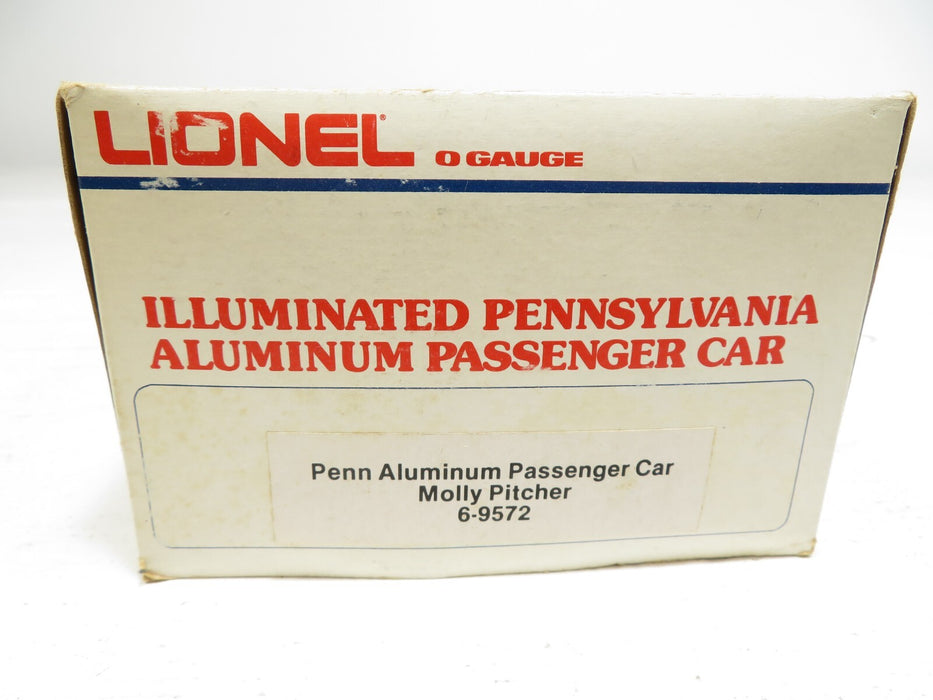 LIONEL® O GAUGE
ILLUMINATED PENNSYLVANIA
ALUMINUM PASSENGER CAR
Penn Aluminum Passenger Car
Molly Pitcher
6-9572